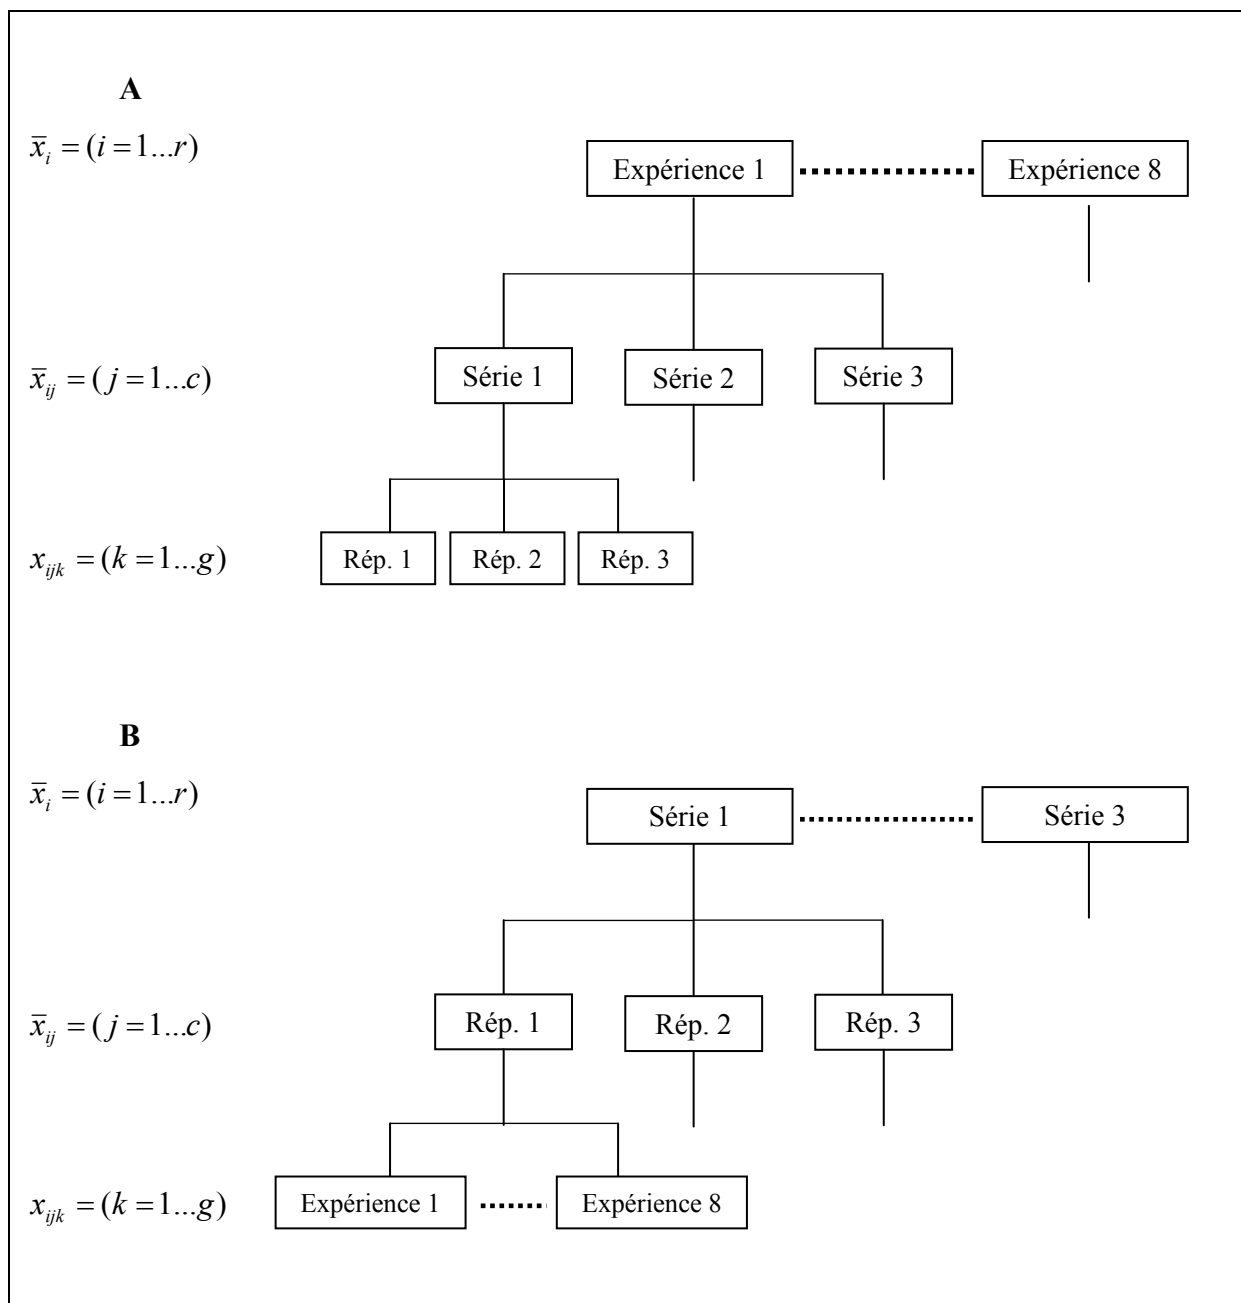 A
x̄ᵢ = (i = 1...r)
Expérience 1 Expérience 8
x̄ᵢⱼ = (j = 1...c)
Série 1 Série 2 Série 3
xᵢⱼₖ = (k = 1...g)
Rép. 1 Rép. 2 Rép. 3
B
x̄ᵢ = (i = 1...r)
Série 1 Série 3
x̄ᵢⱼ = (j = 1...c)
Rép. 1 Rép. 2 Rép. 3
xᵢⱼₖ = (k = 1...g)
Expérience 1 Expérience 8